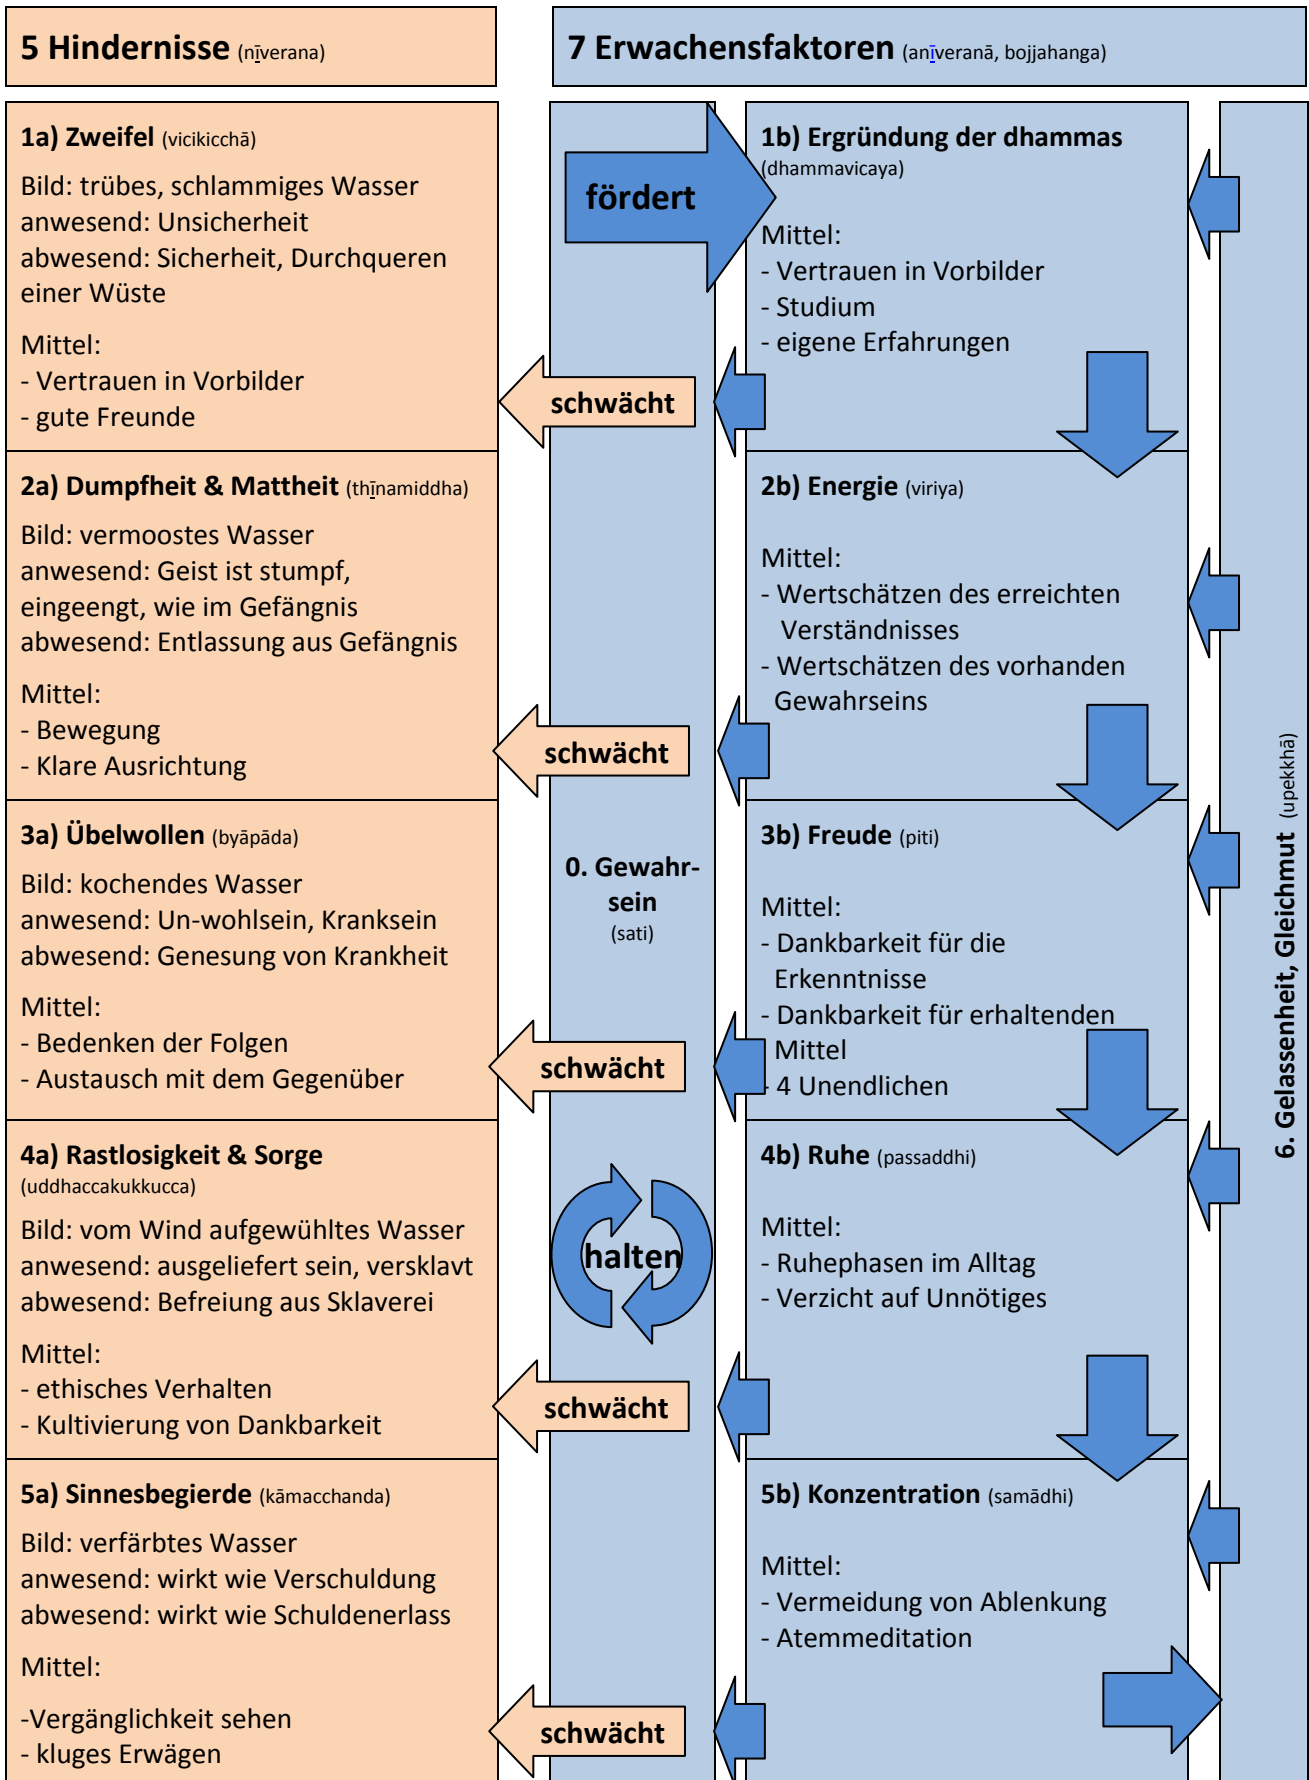 5 Hindernisse (nīverana)
7 Erwachensfaktoren (anīveranā, bojjahanga)
1a) Zweifel (vicikicchā)
Bild: trübes, schlammiges Wasser
anwesend: Unsicherheit
abwesend: Sicherheit, Durchqueren
einer Wüste
Mittel:
- Vertrauen in Vorbilder
- gute Freunde
fördert
1b) Ergründung der dhammas
(dhammavicaya)
Mittel:
- Vertrauen in Vorbilder
- Studium
- eigene Erfahrungen
schwächt
2a) Dumpfheit & Mattheit (thīnamiddha)
Bild: vermoostes Wasser
anwesend: Geist ist stumpf,
eingeengt, wie im Gefängnis
abwesend: Entlassung aus Gefängnis
Mittel:
- Bewegung
- Klare Ausrichtung
2b) Energie (viriya)
Mittel:
- Wertschätzen des erreichten
Verständnisses
- Wertschätzen des vorhanden
Gewahrseins
schwächt
3a) Übelwollen (byāpāda)
Bild: kochendes Wasser
anwesend: Un-wohlsein, Kranksein
abwesend: Genesung von Krankheit
Mittel:
- Bedenken der Folgen
- Austausch mit dem Gegenüber
0. Gewahr-
sein
(sati)
3b) Freude (piti)
Mittel:
- Dankbarkeit für die
Erkenntnisse
- Dankbarkeit für erhaltenden
Mittel
- 4 Unendlichen
schwächt
4a) Rastlosigkeit & Sorge
(uddhaccakukkucca)
Bild: vom Wind aufgewühltes Wasser
anwesend: ausgeliefert sein, versklavt
abwesend: Befreiung aus Sklaverei
Mittel:
- ethisches Verhalten
- Kultivierung von Dankbarkeit
halten
4b) Ruhe (passaddhi)
Mittel:
- Ruhephasen im Alltag
- Verzicht auf Unnötiges
schwächt
5a) Sinnesbegierde (kāmacchanda)
Bild: verfärbtes Wasser
anwesend: wirkt wie Verschuldung
abwesend: wirkt wie Schuldenerlass
Mittel:
-Vergänglichkeit sehen
- kluges Erwägen
5b) Konzentration (samādhi)
Mittel:
- Vermeidung von Ablenkung
- Atemmeditation
schwächt
6. Gelassenheit, Gleichmut (upekkhā)